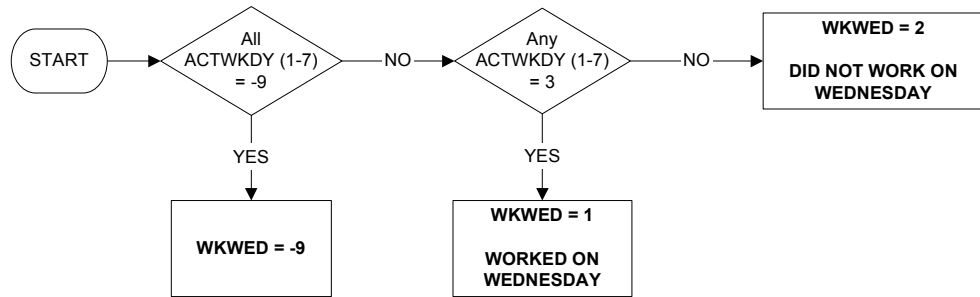 START
All
ACTWKDY (1-7)
= -9
NO
Any
ACTWKDY (1-7)
= 3
NO
WKWED = 2
DID NOT WORK ON
WEDNESDAY
YES
YES
WKWED = -9
WKWED = 1
WORKED ON
WEDNESDAY